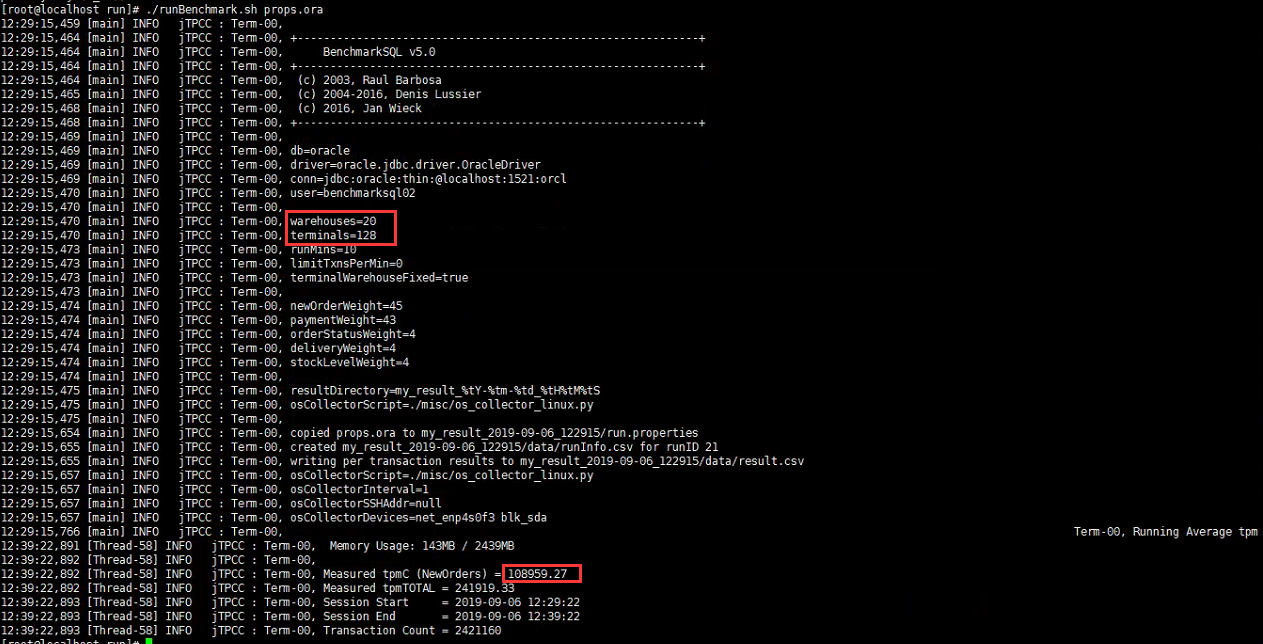 [root@localhost run]# ./runBenchmark.sh props.ora
12:29:15,459 [main] INFO   jTPCC : Term-00,
12:29:15,464 [main] INFO   jTPCC : Term-00, +-------------------------------------------------------------+
12:29:15,464 [main] INFO   jTPCC : Term-00,      BenchmarkSQL v5.0
12:29:15,464 [main] INFO   jTPCC : Term-00, +-------------------------------------------------------------+
12:29:15,464 [main] INFO   jTPCC : Term-00,  (c) 2003, Raul Barbosa
12:29:15,465 [main] INFO   jTPCC : Term-00,  (c) 2004-2016, Denis Lussier
12:29:15,468 [main] INFO   jTPCC : Term-00,  (c) 2016, Jan Wieck
12:29:15,468 [main] INFO   jTPCC : Term-00, +-------------------------------------------------------------+
12:29:15,469 [main] INFO   jTPCC : Term-00,
12:29:15,469 [main] INFO   jTPCC : Term-00, db=oracle
12:29:15,469 [main] INFO   jTPCC : Term-00, driver=oracle.jdbc.driver.OracleDriver
12:29:15,469 [main] INFO   jTPCC : Term-00, conn=jdbc:oracle:thin:@localhost:1521:orcl
12:29:15,470 [main] INFO   jTPCC : Term-00, user=benchmarksql02
12:29:15,470 [main] INFO   jTPCC : Term-00,
12:29:15,470 [main] INFO   jTPCC : Term-00, warehouses=20
12:29:15,470 [main] INFO   jTPCC : Term-00, terminals=128
12:29:15,473 [main] INFO   jTPCC : Term-00, runMins=10
12:29:15,473 [main] INFO   jTPCC : Term-00, limitTxnsPerMin=0
12:29:15,473 [main] INFO   jTPCC : Term-00, terminalWarehouseFixed=true
12:29:15,473 [main] INFO   jTPCC : Term-00,
12:29:15,474 [main] INFO   jTPCC : Term-00, newOrderWeight=45
12:29:15,474 [main] INFO   jTPCC : Term-00, paymentWeight=43
12:29:15,474 [main] INFO   jTPCC : Term-00, orderStatusWeight=4
12:29:15,474 [main] INFO   jTPCC : Term-00, deliveryWeight=4
12:29:15,474 [main] INFO   jTPCC : Term-00, stockLevelWeight=4
12:29:15,474 [main] INFO   jTPCC : Term-00,
12:29:15,475 [main] INFO   jTPCC : Term-00, resultDirectory=my_result_%tY-%tm-%td_%tH%tM%tS
12:29:15,475 [main] INFO   jTPCC : Term-00, osCollectorScript=./misc/os_collector_linux.py
12:29:15,475 [main] INFO   jTPCC : Term-00,
12:29:15,654 [main] INFO   jTPCC : Term-00, copied props.ora to my_result_2019-09-06_122915/run.properties
12:29:15,655 [main] INFO   jTPCC : Term-00, created my_result_2019-09-06_122915/data/runInfo.csv for runID 21
12:29:15,655 [main] INFO   jTPCC : Term-00, writing per transaction results to my_result_2019-09-06_122915/data/result.csv
12:29:15,657 [main] INFO   jTPCC : Term-00, osCollectorScript=./misc/os_collector_linux.py
12:29:15,657 [main] INFO   jTPCC : Term-00, osCollectorInterval=1
12:29:15,657 [main] INFO   jTPCC : Term-00, osCollectorSSHAddr=null
12:29:15,657 [main] INFO   jTPCC : Term-00, osCollectorDevices=net_enp4s0f3 blk_sda
12:29:15,766 [main] INFO   jTPCC : Term-00, Term-00, Running Average tpm
12:39:22,891 [Thread-58] INFO   jTPCC : Term-00,  Memory Usage: 143MB / 2439MB
12:39:22,892 [Thread-58] INFO   jTPCC : Term-00,
12:39:22,892 [Thread-58] INFO   jTPCC : Term-00, Measured tpmC (NewOrders) = 108959.27
12:39:22,892 [Thread-58] INFO   jTPCC : Term-00, Measured tpmTOTAL = 241919.33
12:39:22,893 [Thread-58] INFO   jTPCC : Term-00, Session Start     = 2019-09-06 12:29:22
12:39:22,893 [Thread-58] INFO   jTPCC : Term-00, Session End       = 2019-09-06 12:39:22
12:39:22,893 [Thread-58] INFO   jTPCC : Term-00, Transaction Count = 2421160
[root@localhost run]#